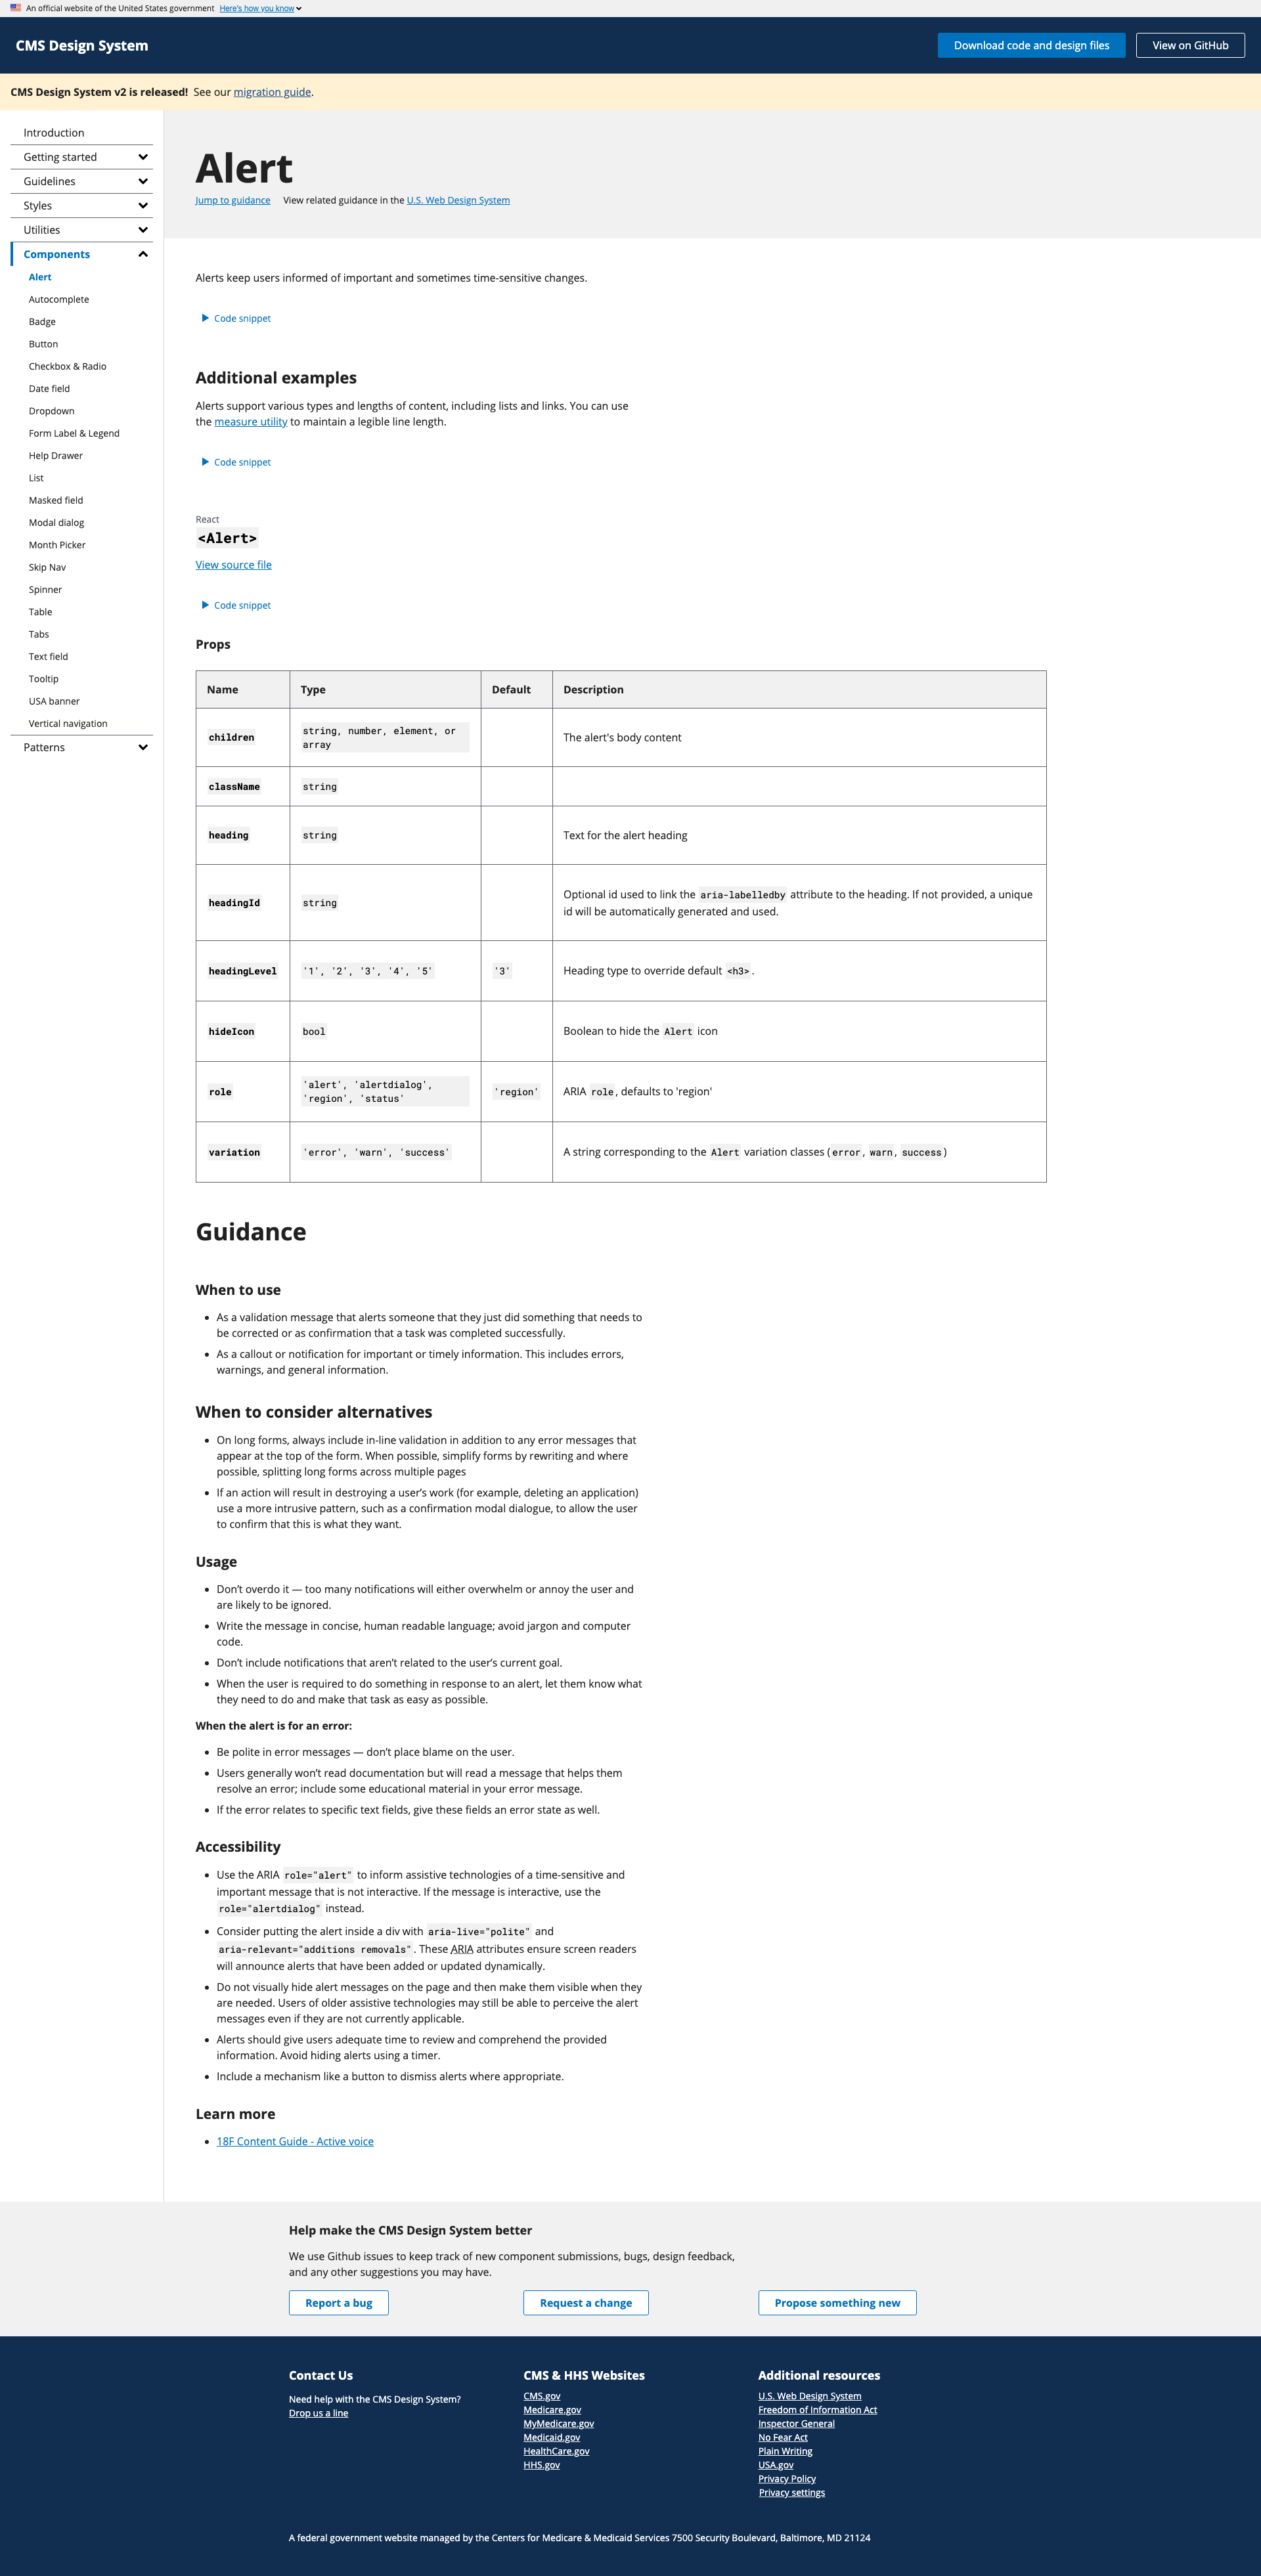 An official website of the United States government Here's how you know
CMS Design System
Download code and design files
View on GitHub
CMS Design System v2 is released! See our migration guide.
Introduction
Getting started
Guidelines
Styles
Utilities
Components
Alert
Autocomplete
Badge
Button
Checkbox & Radio
Date field
Dropdown
Form Label & Legend
Help Drawer
List
Masked field
Modal dialog
Month Picker
Skip Nav
Spinner
Table
Tabs
Text field
Tooltip
USA banner
Vertical navigation
Patterns
Alert
Jump to guidance View related guidance in the U.S. Web Design System
Alerts keep users informed of important and sometimes time-sensitive changes.
Code snippet
Additional examples
Alerts support various types and lengths of content, including lists and links. You can use
the measure utility to maintain a legible line length.
Code snippet
React
<Alert>
View source file
Code snippet
Props
Name Type Default Description
children string, number, element, or The alert's body content
array
className string
heading string Text for the alert heading
headingId string Optional id used to link the aria-labelledby attribute to the heading. If not provided, a unique
id will be automatically generated and used.
headingLevel '1', '2', '3', '4', '5' '3' Heading type to override default <h3>.
hideIcon bool Boolean to hide the Alert icon
role 'alert', 'alertdialog', 'region' ARIA role, defaults to 'region'
'region', 'status'
variation 'error', 'warn', 'success' A string corresponding to the Alert variation classes (error, warn, success)
Guidance
When to use
As a validation message that alerts someone that they just did something that needs to
be corrected or as confirmation that a task was completed successfully.
As a callout or notification for important or timely information. This includes errors,
warnings, and general information.
When to consider alternatives
On long forms, always include in-line validation in addition to any error messages that
appear at the top of the form. When possible, simplify forms by rewriting and where
possible, splitting long forms across multiple pages
If an action will result in destroying a user’s work (for example, deleting an application)
use a more intrusive pattern, such as a confirmation modal dialogue, to allow the user
to confirm that this is what they want.
Usage
Don’t overdo it — too many notifications will either overwhelm or annoy the user and
are likely to be ignored.
Write the message in concise, human readable language; avoid jargon and computer
code.
Don’t include notifications that aren’t related to the user’s current goal.
When the user is required to do something in response to an alert, let them know what
they need to do and make that task as easy as possible.
When the alert is for an error:
Be polite in error messages — don’t place blame on the user.
Users generally won’t read documentation but will read a message that helps them
resolve an error; include some educational material in your error message.
If the error relates to specific text fields, give these fields an error state as well.
Accessibility
Use the ARIA role="alert" to inform assistive technologies of a time-sensitive and
important message that is not interactive. If the message is interactive, use the
role="alertdialog" instead.
Consider putting the alert inside a div with aria-live="polite" and
aria-relevant="additions removals". These ARIA attributes ensure screen readers
will announce alerts that have been added or updated dynamically.
Do not visually hide alert messages on the page and then make them visible when they
are needed. Users of older assistive technologies may still be able to perceive the alert
messages even if they are not currently applicable.
Alerts should give users adequate time to review and comprehend the provided
information. Avoid hiding alerts using a timer.
Include a mechanism like a button to dismiss alerts where appropriate.
Learn more
18F Content Guide - Active voice
Help make the CMS Design System better
We use Github issues to keep track of new component submissions, bugs, design feedback,
and any other suggestions you may have.
Report a bug
Request a change
Propose something new
Contact Us
Need help with the CMS Design System?
Drop us a line
CMS & HHS Websites
CMS.gov
Medicare.gov
MyMedicare.gov
Medicaid.gov
HealthCare.gov
HHS.gov
Additional resources
U.S. Web Design System
Freedom of Information Act
Inspector General
No Fear Act
Plain Writing
USA.gov
Privacy Policy
Privacy settings
A federal government website managed by the Centers for Medicare & Medicaid Services 7500 Security Boulevard, Baltimore, MD 21124